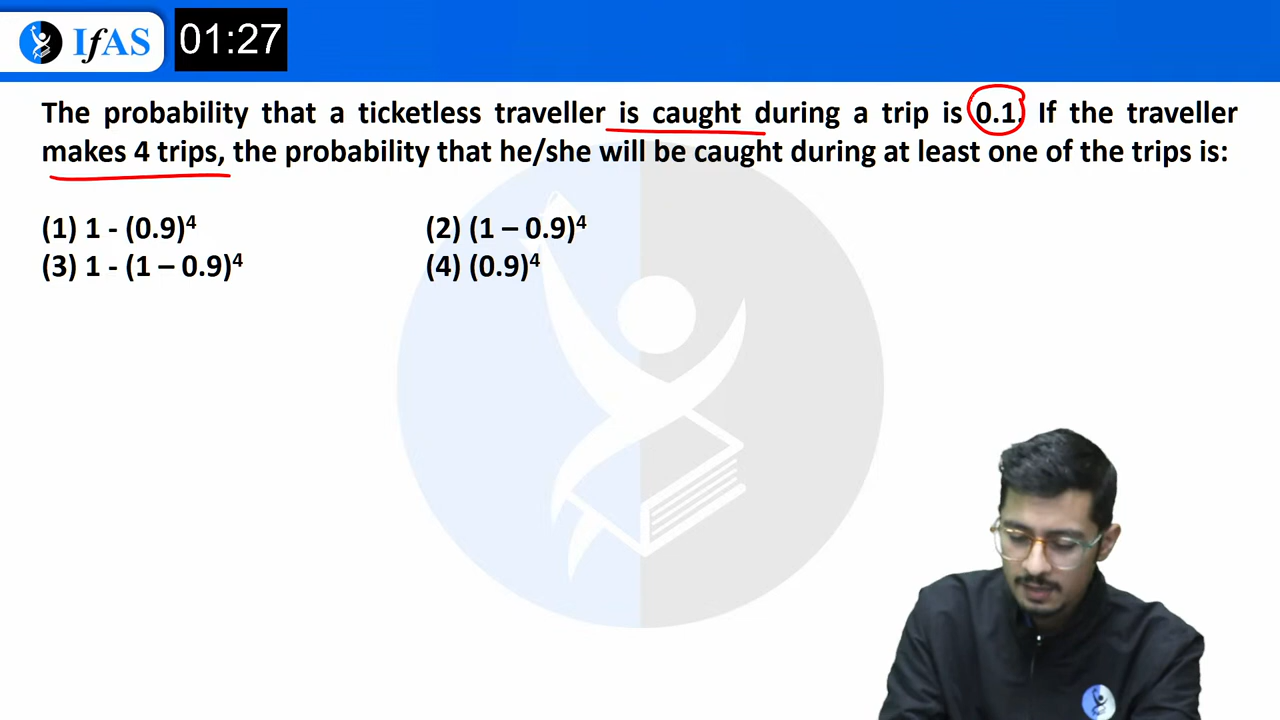 IfAS
01:27
The probability that a ticketless traveller is caught during a trip is 0.1. If the traveller
makes 4 trips, the probability that he/she will be caught during at least one of the trips is:
(1) 1 - (0.9)⁴ (2) (1 – 0.9)⁴
(3) 1 - (1 – 0.9)⁴ (4) (0.9)⁴